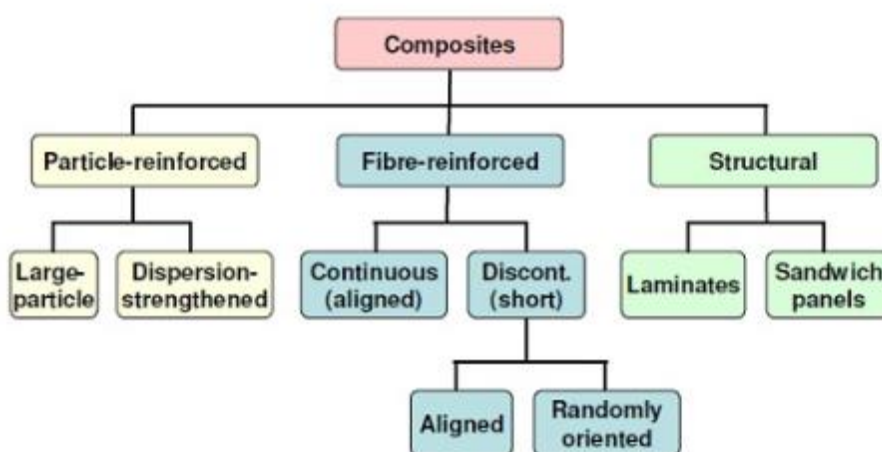 Composites
Particle-reinforced
Fibre-reinforced
Structural
Large-
particle
Dispersion-
strengthened
Continuous
(aligned)
Discont.
(short)
Laminates
Sandwich
panels
Aligned
Randomly
oriented